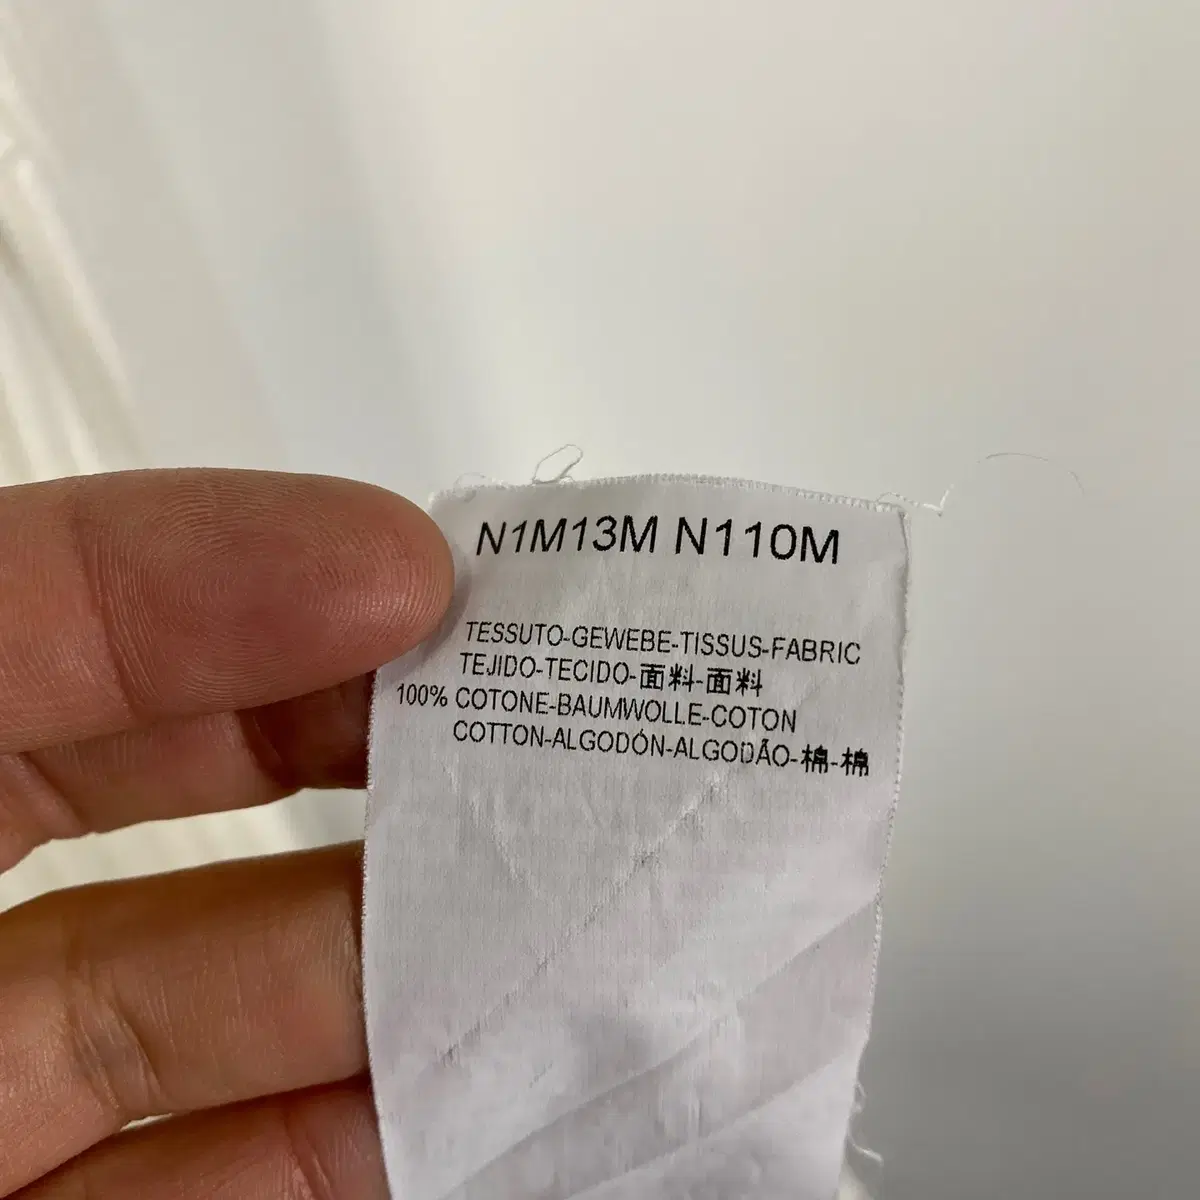 N1M13M N110M
TESSUTO-GEWEBE-TISSUS-FABRIC
TEJIDO-TECIDO-面料-面料
100% COTONE-BAUMWOLLE-COTON
COTTON-ALGODÓN-ALGODÃO-棉-棉